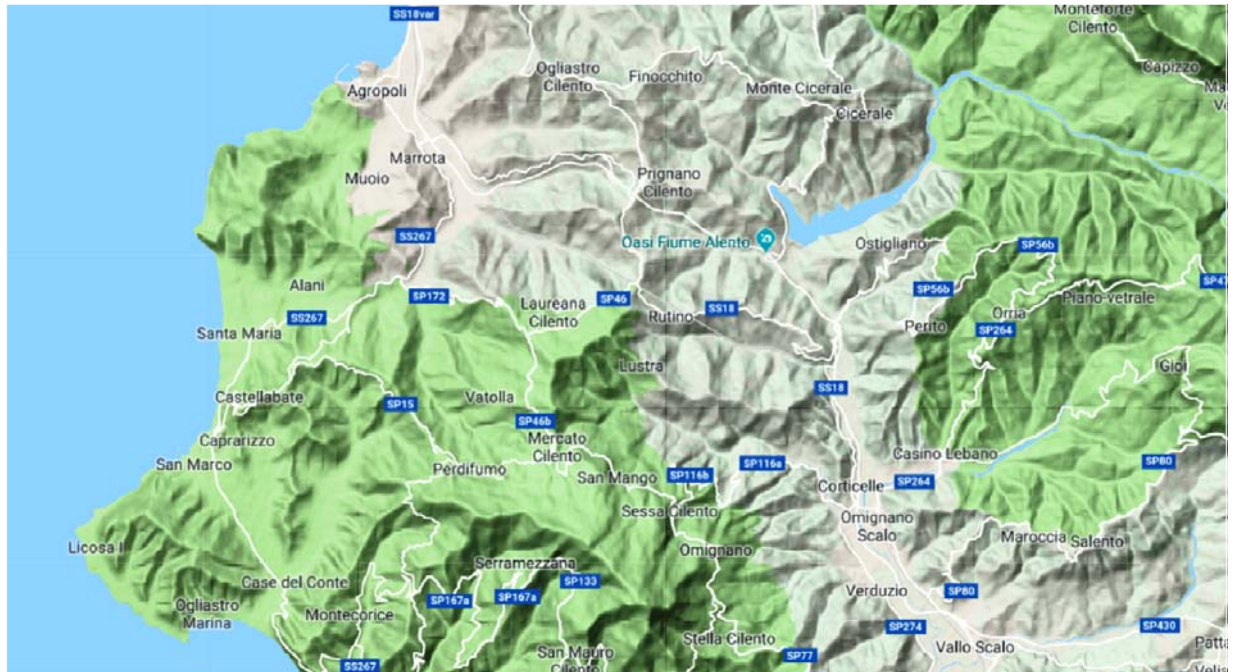 SS18var
Monteforte
Cilento
Agropoli
Ogliastro
Cilento
Finocchito
Monte Cicerale
Capizzo
Cicerale
Marrota
Muoio
Prignano
Cilento
SS267
Oasi Fiume Alento
Ostigliano
SP56b
Alani
SP172
Laureana
Cilento
SP46
SS18
SP56b
Piano-vetrale
SP47
SS267
Santa Maria
Rutino
Perito
Orria
SP264
Lustra
Gioi
Castellabate
SP15
Vatolla
SS18
Caprarizzo
SP46b
Mercato
Cilento
San Marco
Perdifumo
San Mango
SP116b
SP116a
Casino Lebano
SP80
Corticelle
SP264
Sessa Cilento
Omignano
Scalo
Licosa I
Omignano
Maroccia
Salento
Case del Conte
Serramezzana
SP133
Ogliastro
Marina
Montecorice
SP167a
SP167a
Verduzio
SP80
Stella Cilento
SP274
SP430
Vallo Scalo
SS267
San Mauro
SP77